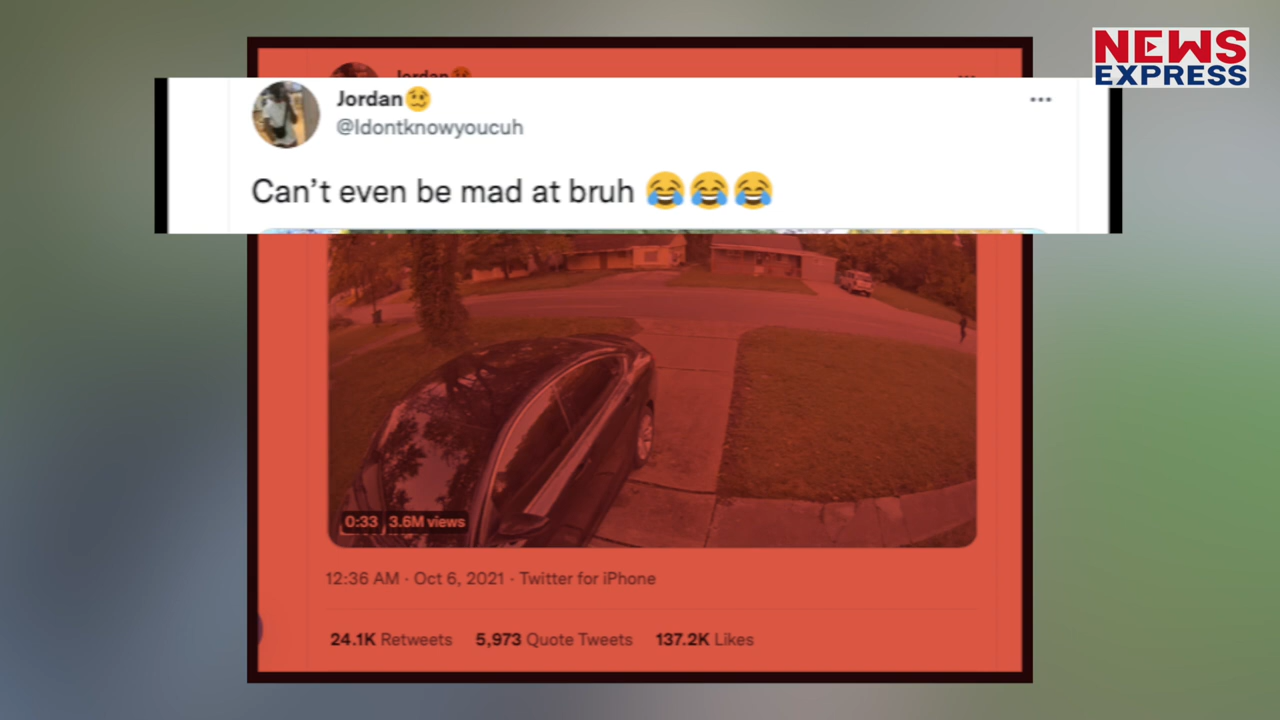 NEWS
EXPRESS
Jordan
Jordan🥴
@Idontknowyoucuh
Can’t even be mad at bruh 😂😂😂
0:33 3.6M views
12:36 AM · Oct 6, 2021 · Twitter for iPhone
24.1K Retweets 5,973 Quote Tweets 137.2K Likes